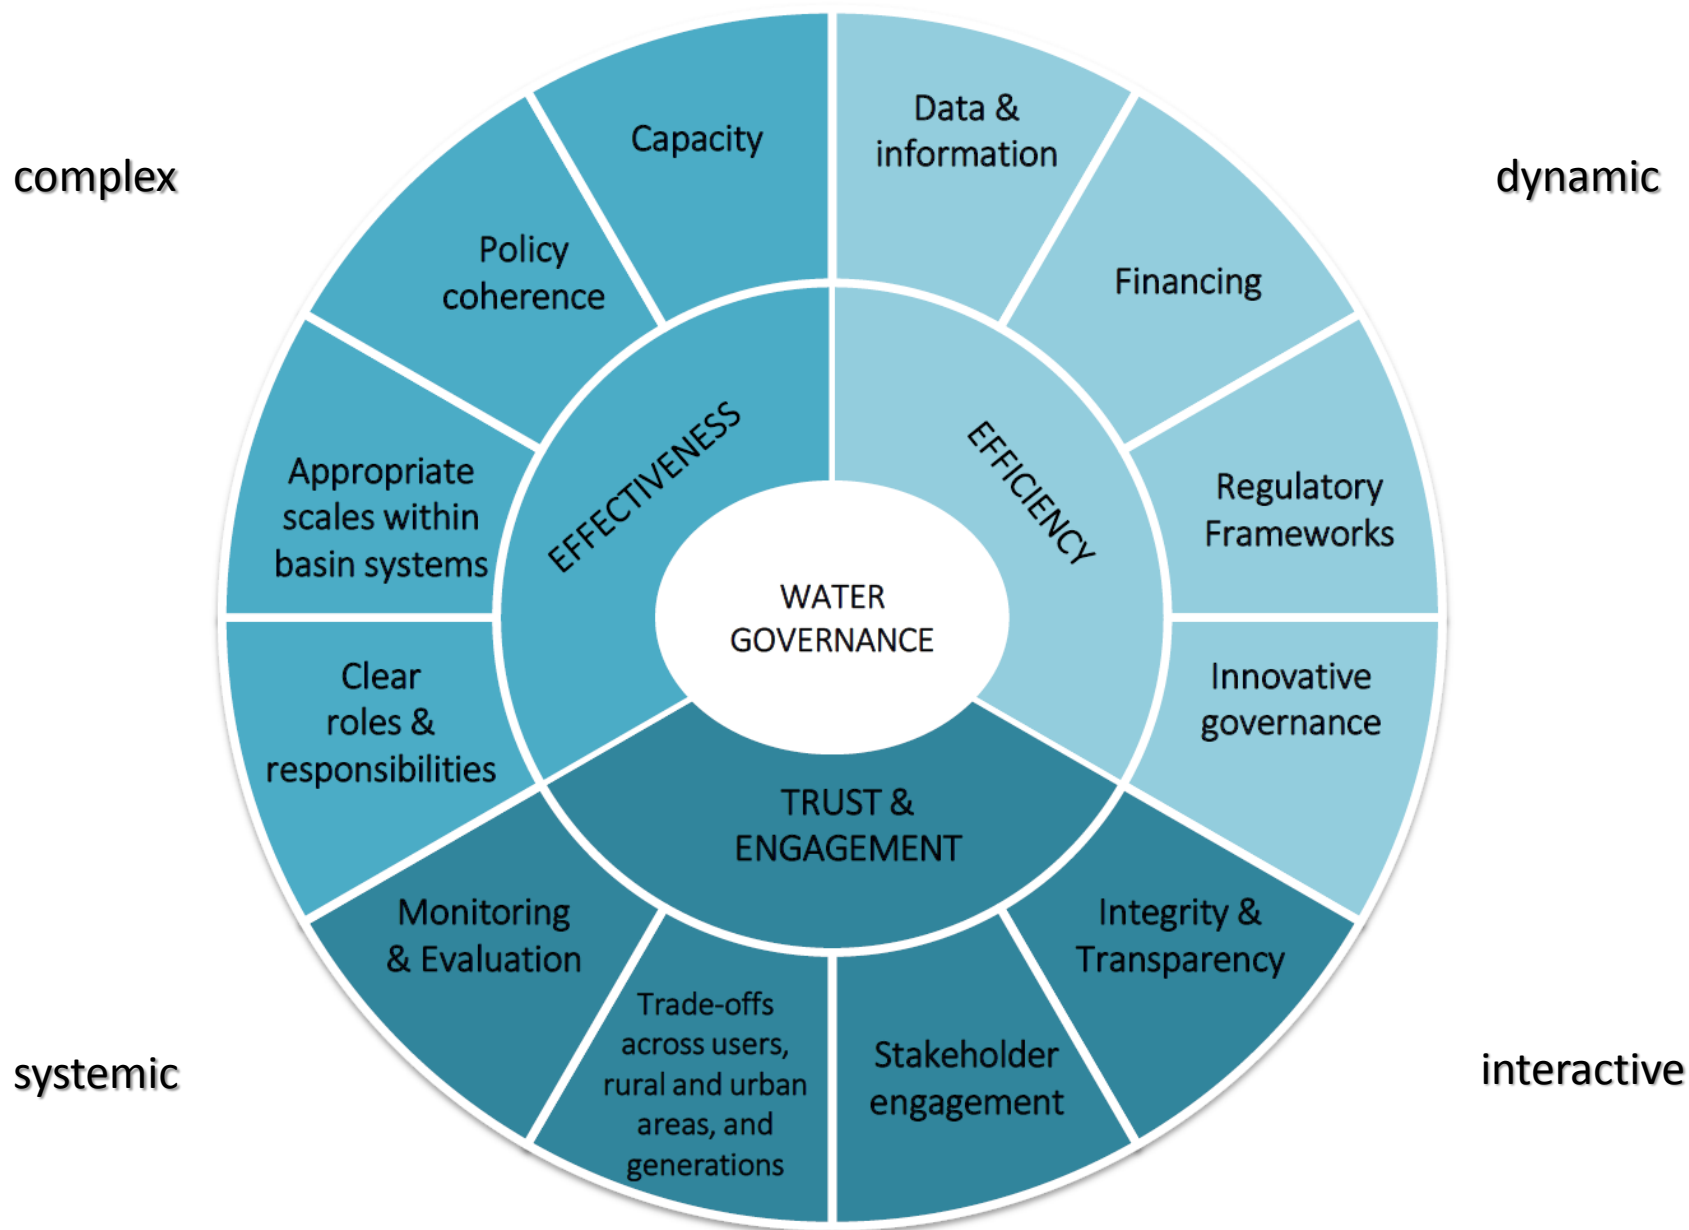 complex
dynamic
Capacity
Data &
information
Policy
coherence
Financing
Appropriate
scales within
basin systems
EFFECTIVENESS
EFFICIENCY
Regulatory
Frameworks
WATER
GOVERNANCE
Clear
roles &
responsibilities
Innovative
governance
TRUST &
ENGAGEMENT
Monitoring
& Evaluation
Trade-offs
across users,
rural and urban
areas, and
generations
Stakeholder
engagement
Integrity &
Transparency
systemic
interactive